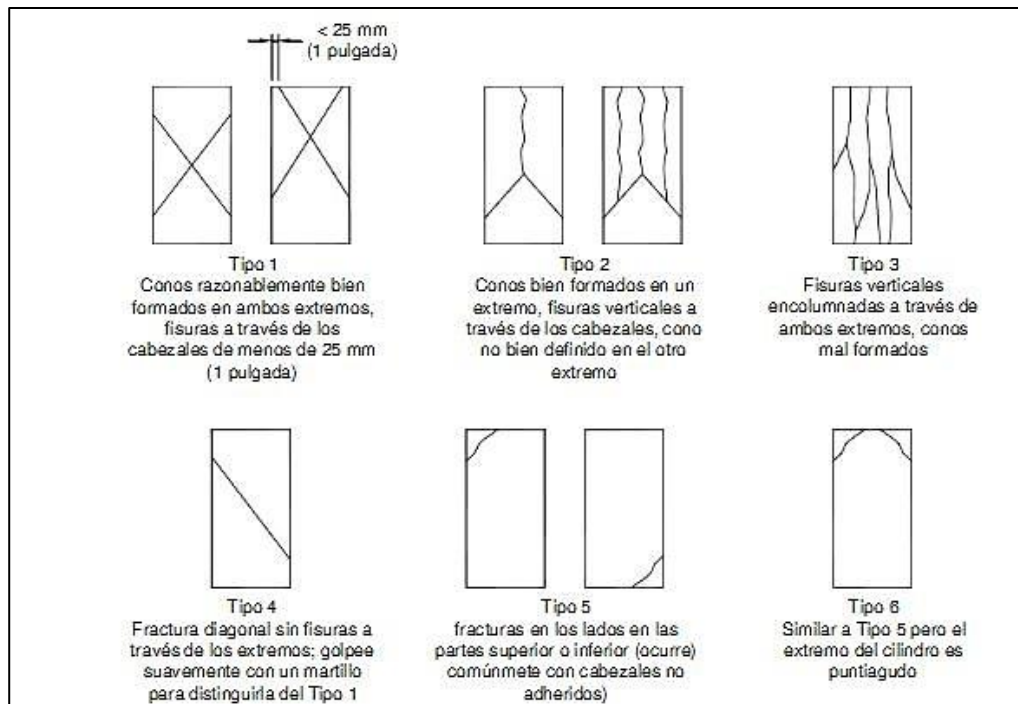 < 25 mm
(1 pulgada)
Tipo 1
Conos razonablemente bien
formados en ambos extremos,
fisuras a través de los
cabezales de menos de 25 mm
(1 pulgada)
Tipo 2
Conos bien formados en un
extremo, fisuras verticales a
través de los cabezales, cono
no bien definido en el otro
extremo
Tipo 3
Fisuras verticales
encolumnadas a través de
ambos extremos, conos
mal formados
Tipo 4
Fractura diagonal sin fisuras a
través de los extremos; golpee
suavemente con un martillo
para distinguirla del Tipo 1
Tipo 5
fracturas en los lados en las
partes superior o inferior (ocurre)
comúnmete con cabezales no
adheridos)
Tipo 6
Similar a Tipo 5 pero el
extremo del cilindro es
puntiagudo